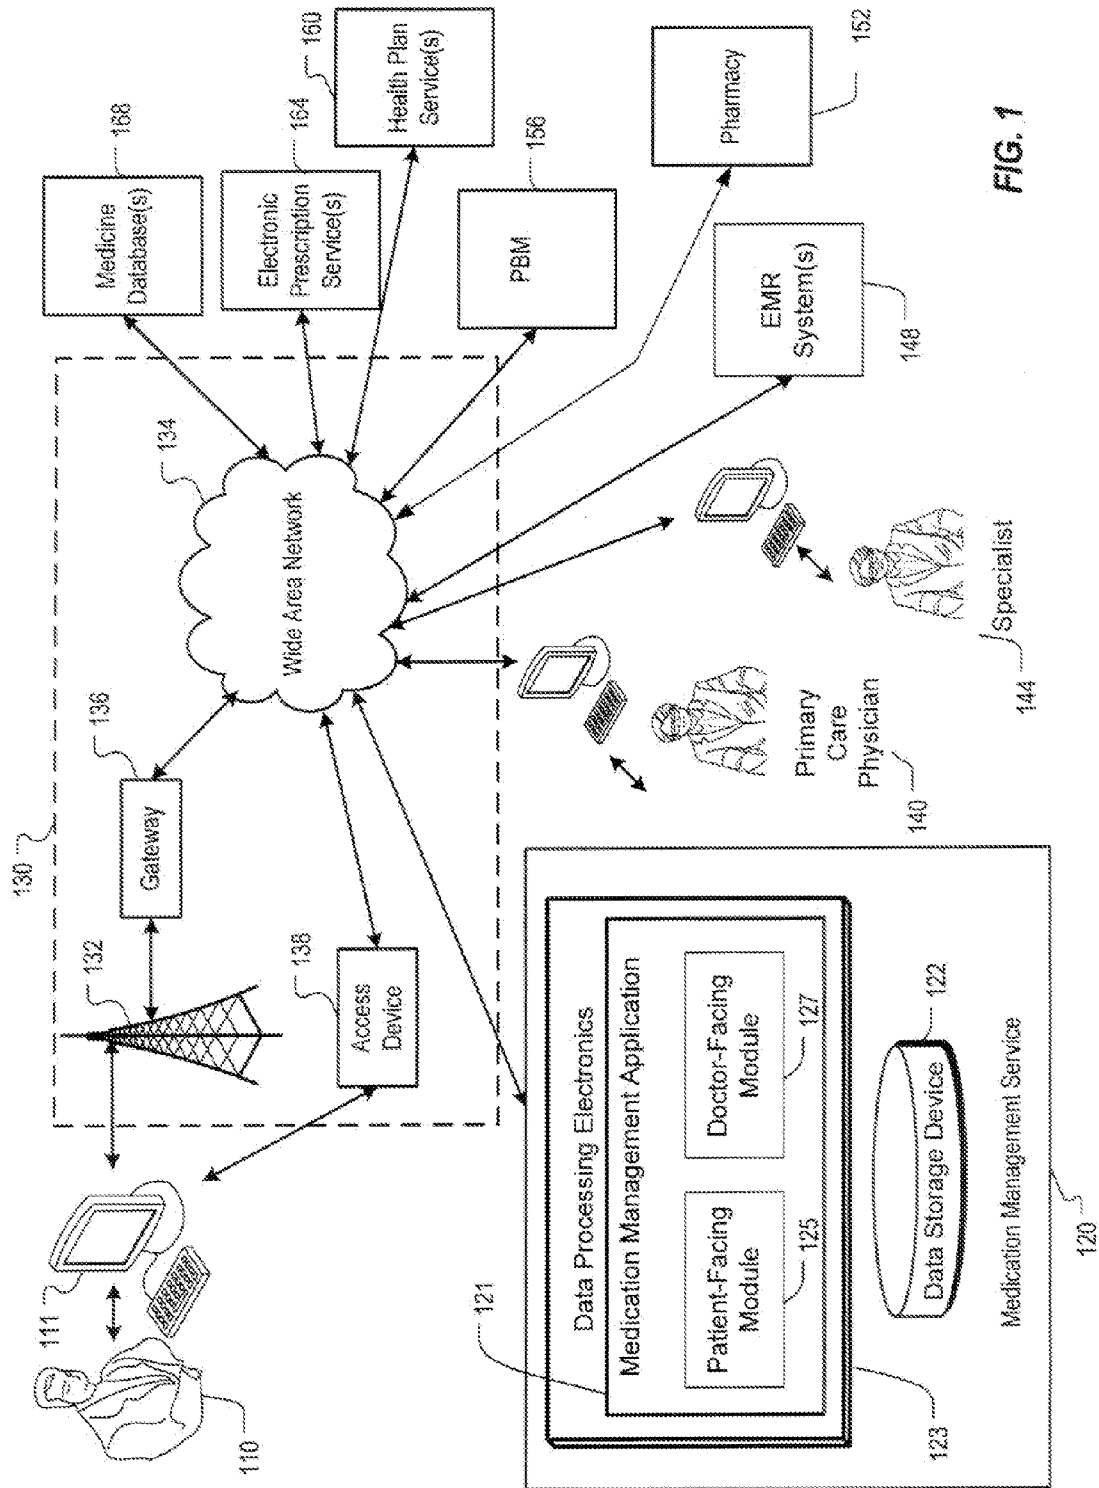 111
110
130
132
136
Gateway
138
Access
Device
134
Wide Area Network
168
Medicine
Database(s)
164
Electronic
Prescription
Service(s)
160
Health Plan
Service(s)
156
PBM
152
Pharmacy
EMR
System(s)
148
121
Data Processing Electronics
Medication Management Application
Patient-Facing
Module
125
Doctor-Facing
Module
127
123
122
Data Storage Device
Medication Management Service
120
Primary
Care
Physician
140
Specialist
144
FIG. 1